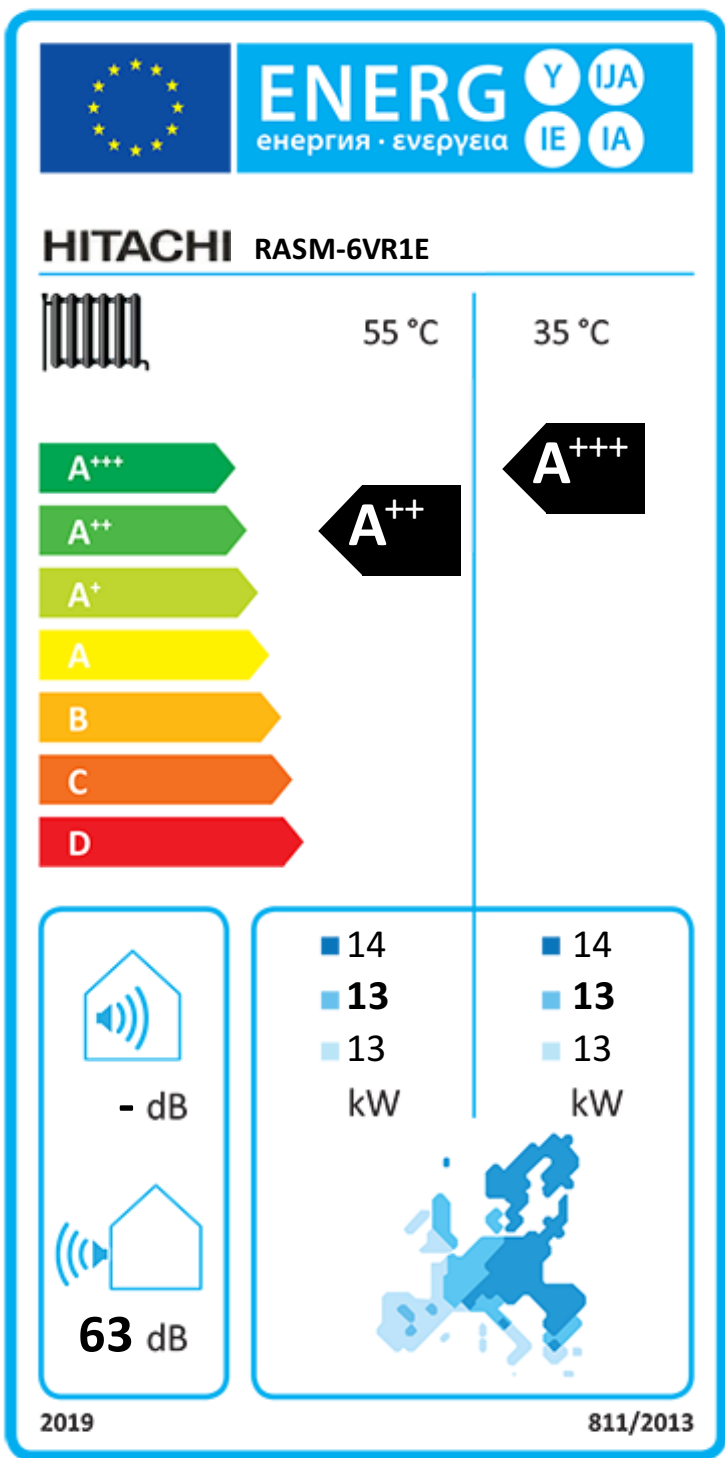 ENERG Y IJA
енергия · ενεργεια IE IA
HITACHI RASM-6VR1E
55 °C 35 °C
A+++
A+++
A++
A++
A+
A
B
C
D
14 14
13 13
13 13
kW kW
- dB
63 dB
2019 811/2013